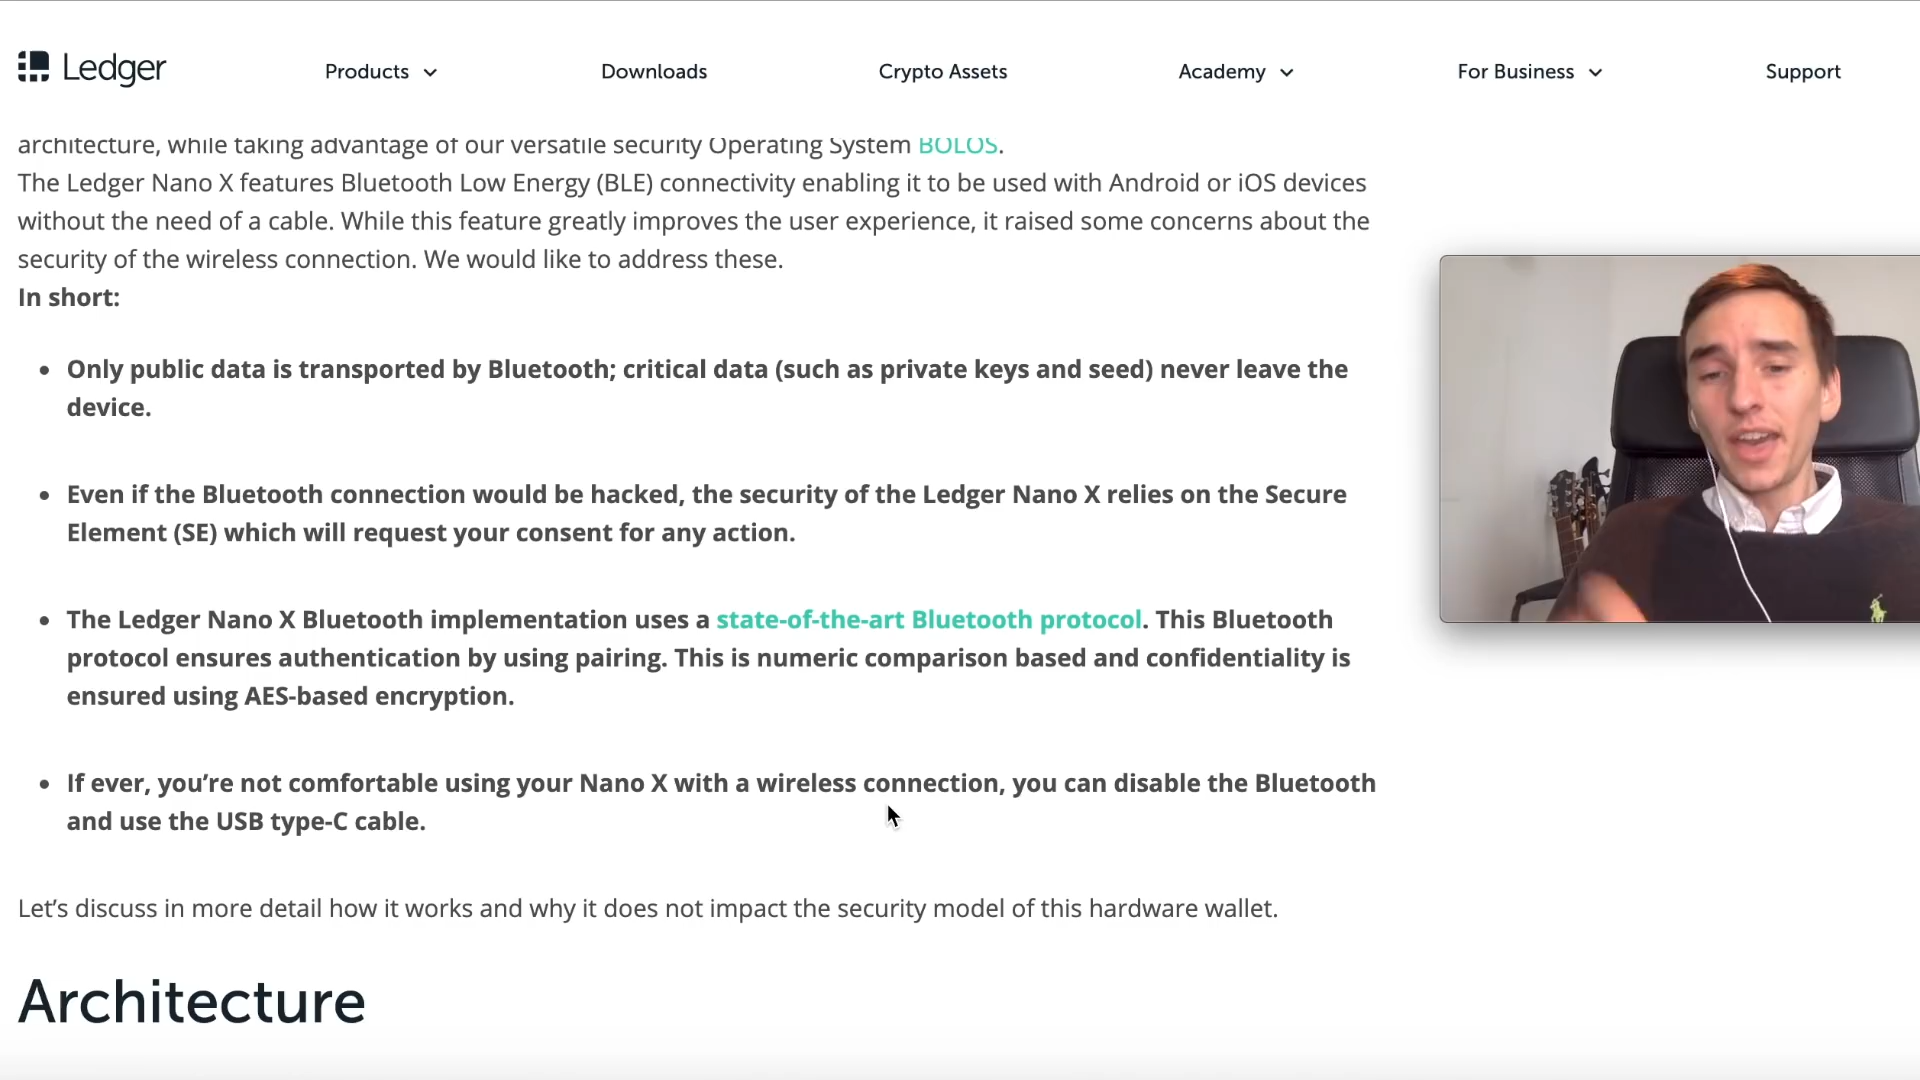 Ledger
Products
Downloads
Crypto Assets
Academy
For Business
Support
architecture, while taking advantage of our versatile security Operating System BOLOS.
The Ledger Nano X features Bluetooth Low Energy (BLE) connectivity enabling it to be used with Android or iOS devices
without the need of a cable. While this feature greatly improves the user experience, it raised some concerns about the
security of the wireless connection. We would like to address these.
In short:
• Only public data is transported by Bluetooth; critical data (such as private keys and seed) never leave the
device.
• Even if the Bluetooth connection would be hacked, the security of the Ledger Nano X relies on the Secure
Element (SE) which will request your consent for any action.
• The Ledger Nano X Bluetooth implementation uses a state-of-the-art Bluetooth protocol. This Bluetooth
protocol ensures authentication by using pairing. This is numeric comparison based and confidentiality is
ensured using AES-based encryption.
• If ever, you’re not comfortable using your Nano X with a wireless connection, you can disable the Bluetooth
and use the USB type-C cable.
Let’s discuss in more detail how it works and why it does not impact the security model of this hardware wallet.
Architecture